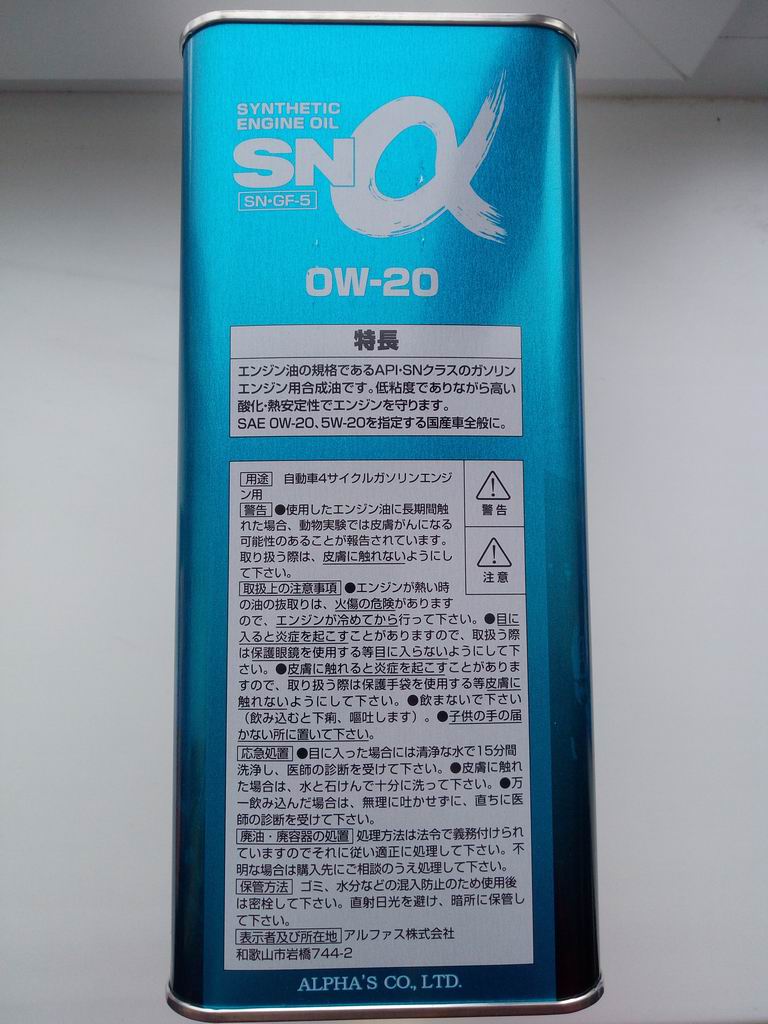 SYNTHETIC
ENGINE OIL
SNα
SN・GF-5
0W-20
特長
エンジン油の規格であるAPI・SNクラスのガソリン
エンジン用合成油です。低粘度でありながら高い
酸化・熱安定性でエンジンを守ります。
SAE 0W-20、5W-20を指定する国産車全般に。
用途 自動車4サイクルガソリンエンジ
ン用
警告 ●使用したエンジン油に長期間触
れた場合、動物実験では皮膚がんになる
可能性のあることが報告されています。
取り扱う際は、皮膚に触れないようにし
て下さい。
警告
注意
取扱上の注意事項 ●エンジンが熱い時
の油の抜取りは、火傷の危険があります
ので、エンジンが冷めてから行って下さい。●目に
入ると炎症を起こすことがありますので、取扱う際
は保護眼鏡を使用する等目に入らないようにして下
さい。●皮膚に触れると炎症を起こすことがありま
すので、取り扱う際は保護手袋を使用する等皮膚に
触れないようにして下さい。●飲まないで下さい
（飲み込むと下痢、嘔吐します）。●子供の手の届
かない所に置いて下さい。
応急処置 ●目に入った場合には清浄な水で15分間
洗浄し、医師の診断を受けて下さい。●皮膚に触れ
た場合は、水と石けんで十分に洗って下さい。●万
一飲み込んだ場合は、無理に吐かせずに、直ちに医
師の診断を受けて下さい。
廃油・廃容器の処置 処理方法は法令で義務付けられ
ていますのでそれに従い適正に処理して下さい。不
明な場合は購入先にご相談のうえ処理して下さい。
保管方法 ゴミ、水分などの混入防止のため使用後
は密栓して下さい。直射日光を避け、暗所に保管し
て下さい。
表示者及び所在地 アルファス株式会社
和歌山市岩橋744-2
ALPHA'S CO., LTD.